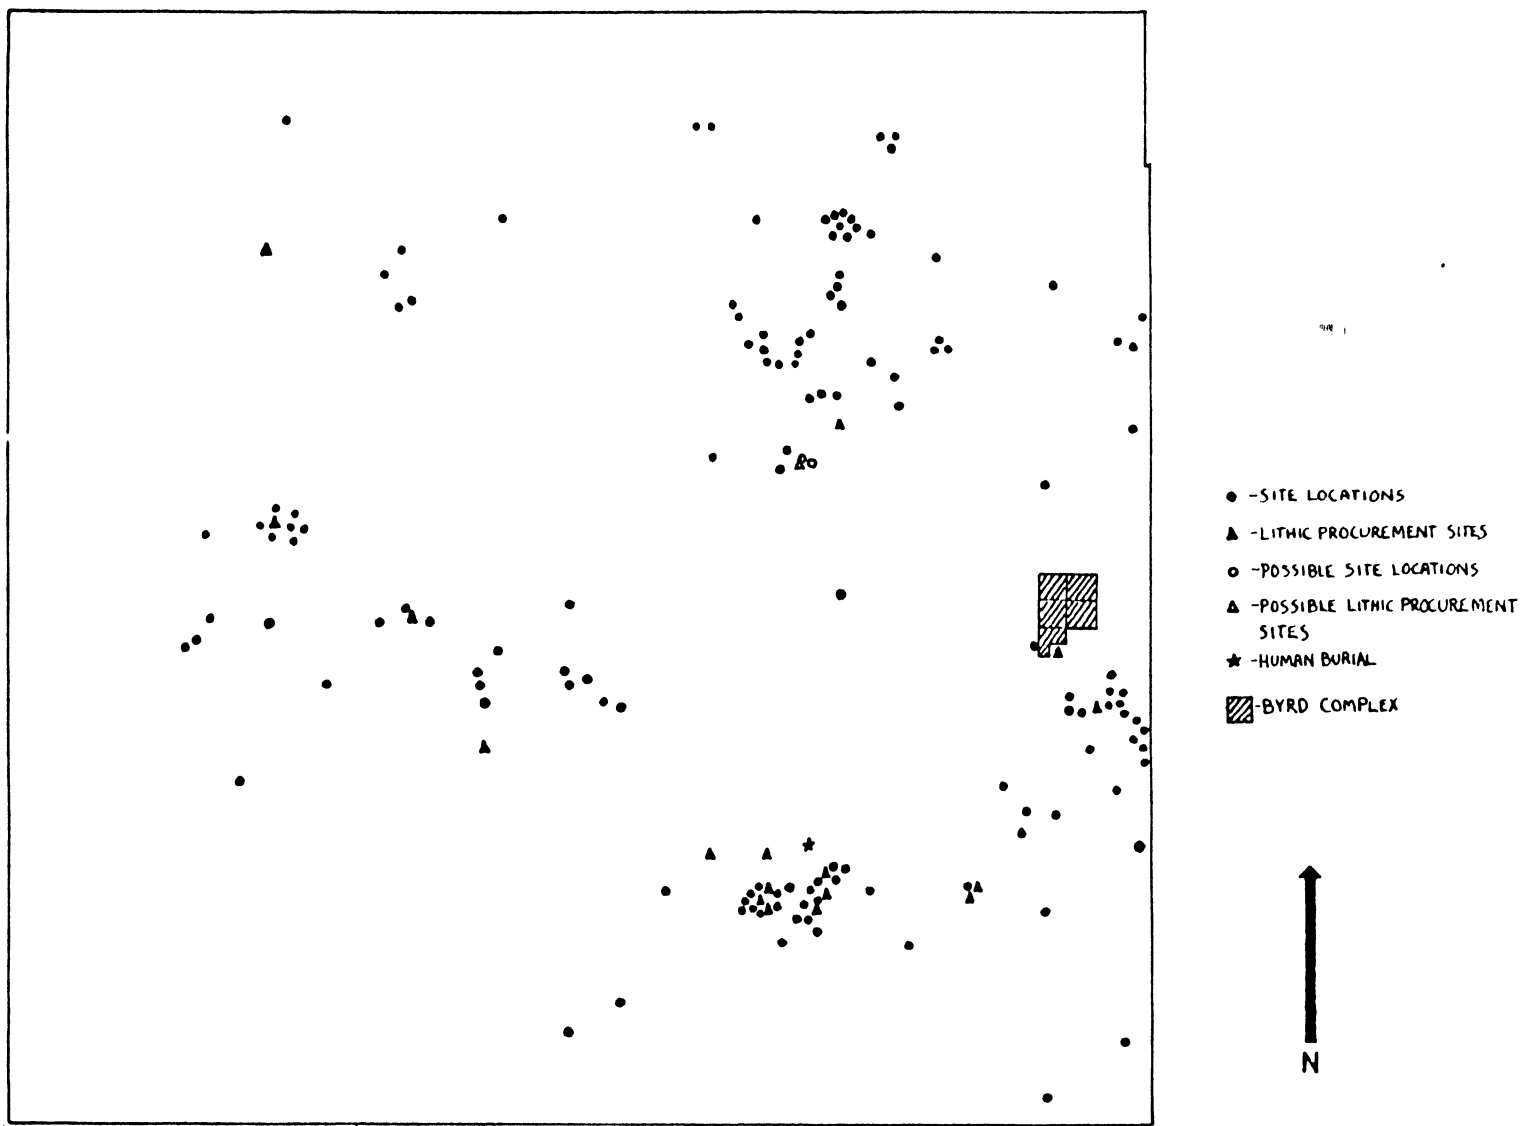 -SITE LOCATIONS
-LITHIC PROCUREMENT SITES
-POSSIBLE SITE LOCATIONS
-POSSIBLE LITHIC PROCUREMENT
SITES
-HUMAN BURIAL
-BYRD COMPLEX
N